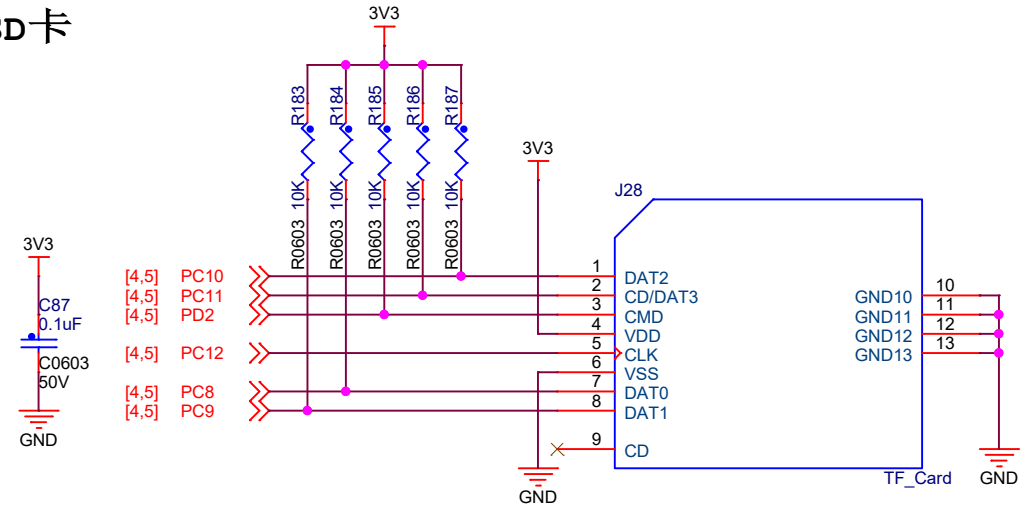 SD卡
3V3
R183
R184
R185
R186
R187
10K
10K
10K
10K
10K
R0603
R0603
R0603
R0603
R0603
3V3
J28
3V3
C87
0.1uF
C0603
50V
GND
[4,5] PC10
[4,5] PC11
[4,5] PD2
[4,5] PC12
[4,5] PC8
[4,5] PC9
1 DAT2
2 CD/DAT3
3 CMD
4 VDD
5 CLK
6 VSS
7 DAT0
8 DAT1
9 CD
GND10 10
GND11 11
GND12 12
GND13 13
TF_Card
GND
GND